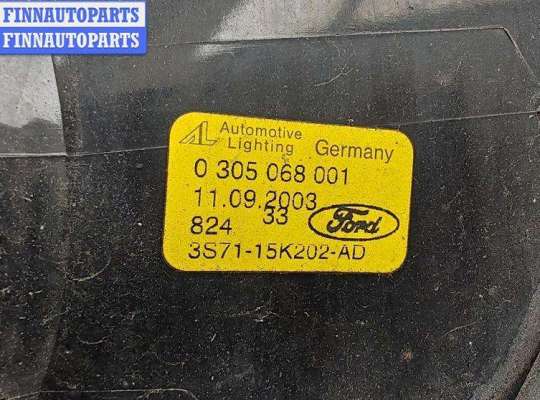 FINNAUTOPARTS
FINNAUTOPARTS
AL Automotive Lighting Germany
0 305 068 001
11.09.2003
824 33 Ford
3S71-15K202-AD